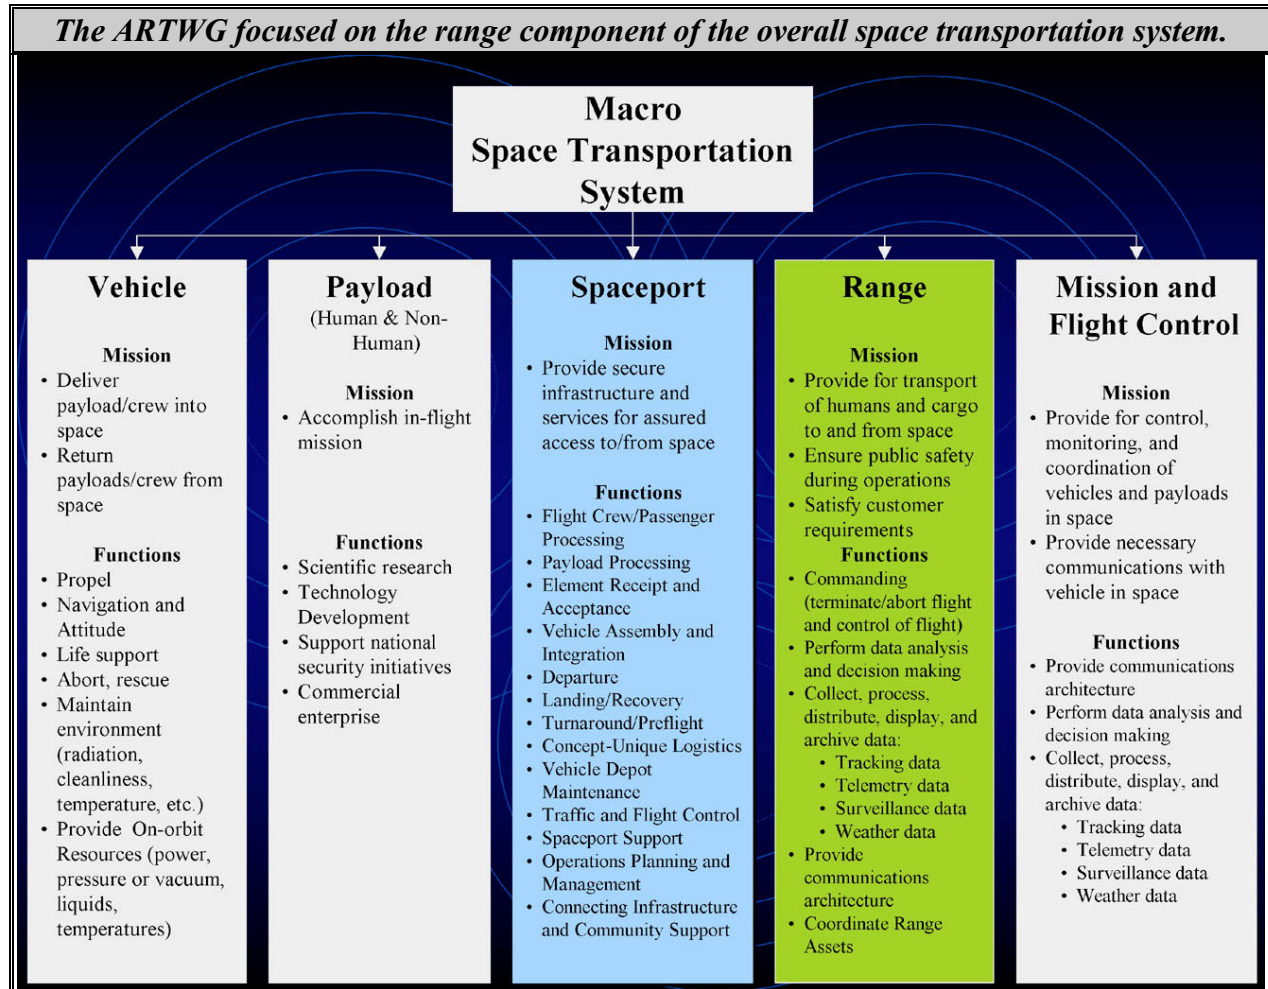 The ARTWG focused on the range component of the overall space transportation system.
Macro
Space Transportation
System
Vehicle
Mission
• Deliver
payload/crew into
space
• Return
payloads/crew from
space
Functions
• Propel
• Navigation and
Attitude
• Life support
• Abort, rescue
• Maintain
environment
(radiation,
cleanliness,
temperature, etc.)
• Provide On-orbit
Resources (power,
pressure or vacuum,
liquids,
temperatures)
Payload
(Human & Non-
Human)
Mission
• Accomplish in-flight
mission
Functions
• Scientific research
• Technology
Development
• Support national
security initiatives
• Commercial
enterprise
Spaceport
Mission
• Provide secure
infrastructure and
services for assured
access to/from space
Functions
• Flight Crew/Passenger
Processing
• Payload Processing
• Element Receipt and
Acceptance
• Vehicle Assembly and
Integration
• Departure
• Landing/Recovery
• Turnaround/Preflight
• Concept-Unique Logistics
• Vehicle Depot
Maintenance
• Traffic and Flight Control
• Spaceport Support
• Operations Planning and
Management
• Connecting Infrastructure
and Community Support
Range
Mission
• Provide for transport
of humans and cargo
to and from space
• Ensure public safety
during operations
• Satisfy customer
requirements
Functions
• Commanding
(terminate/abort flight
and control of flight)
• Perform data analysis
and decision making
• Collect, process,
distribute, display, and
archive data:
• Tracking data
• Telemetry data
• Surveillance data
• Weather data
• Provide
communications
architecture
• Coordinate Range
Assets
Mission and
Flight Control
Mission
• Provide for control,
monitoring, and
coordination of
vehicles and payloads
in space
• Provide necessary
communications with
vehicle in space
Functions
• Provide communications
architecture
• Perform data analysis and
decision making
• Collect, process,
distribute, display, and
archive data:
• Tracking data
• Telemetry data
• Surveillance data
• Weather data